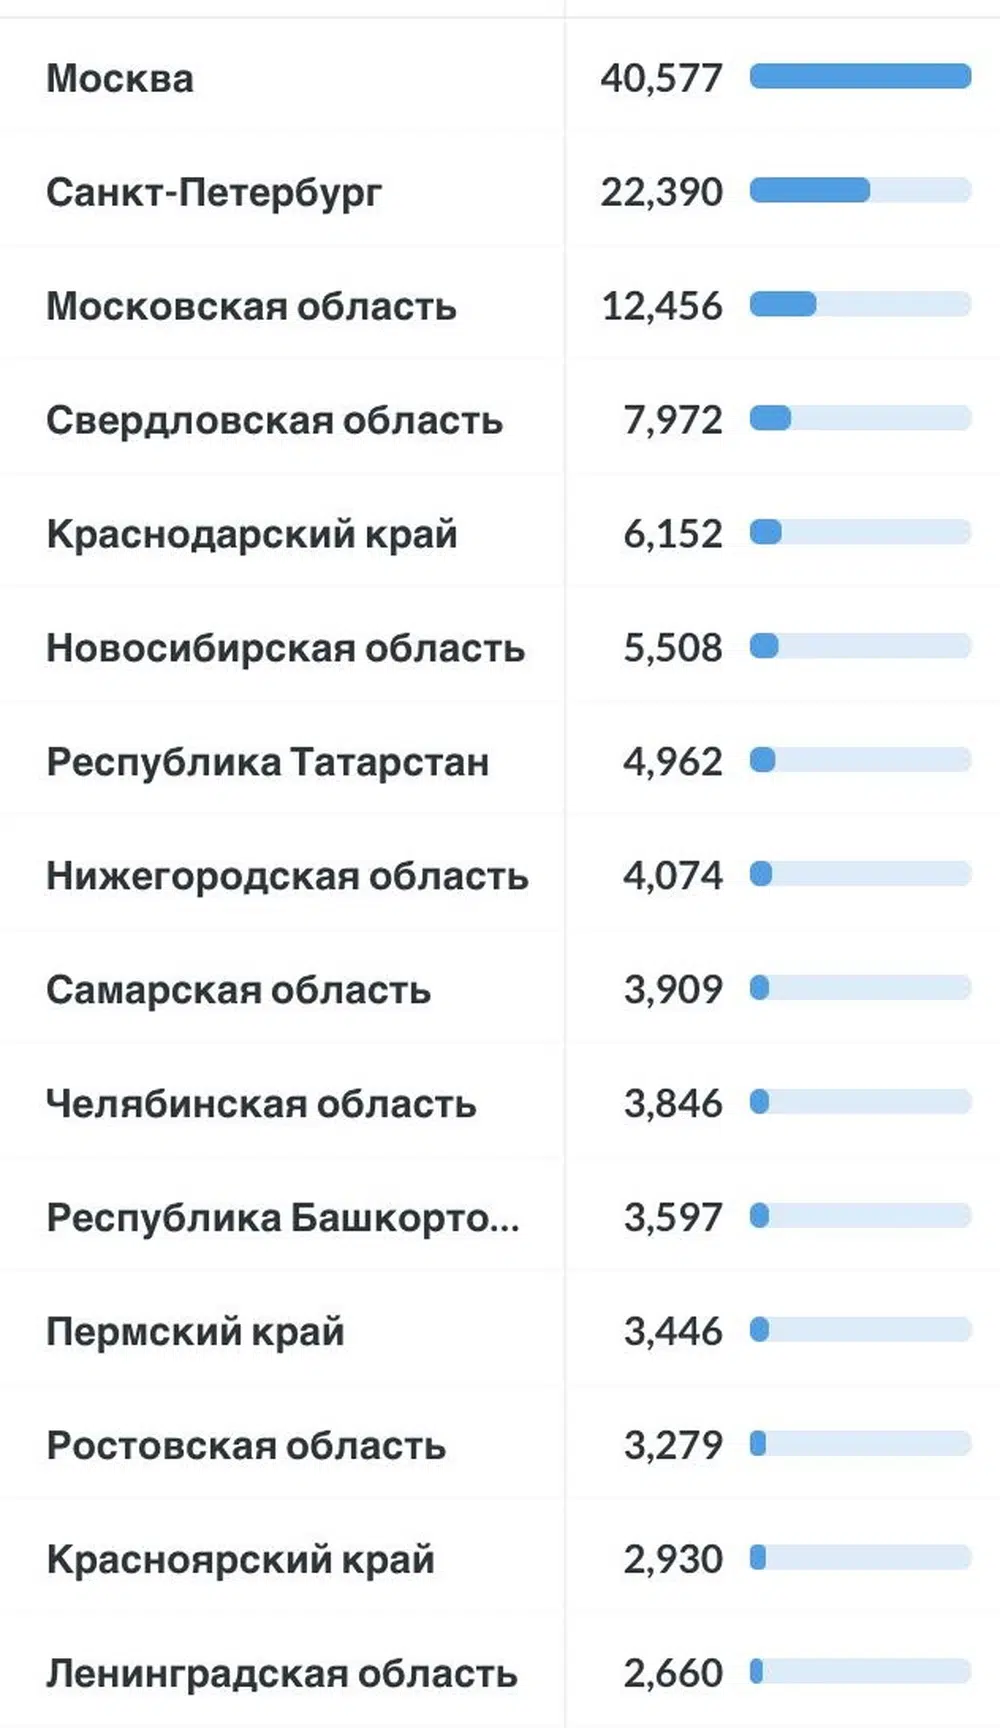 Москва 40,577
Санкт-Петербург 22,390
Московская область 12,456
Свердловская область 7,972
Краснодарский край 6,152
Новосибирская область 5,508
Республика Татарстан 4,962
Нижегородская область 4,074
Самарская область 3,909
Челябинская область 3,846
Республика Башкорто... 3,597
Пермский край 3,446
Ростовская область 3,279
Красноярский край 2,930
Ленинградская область 2,660